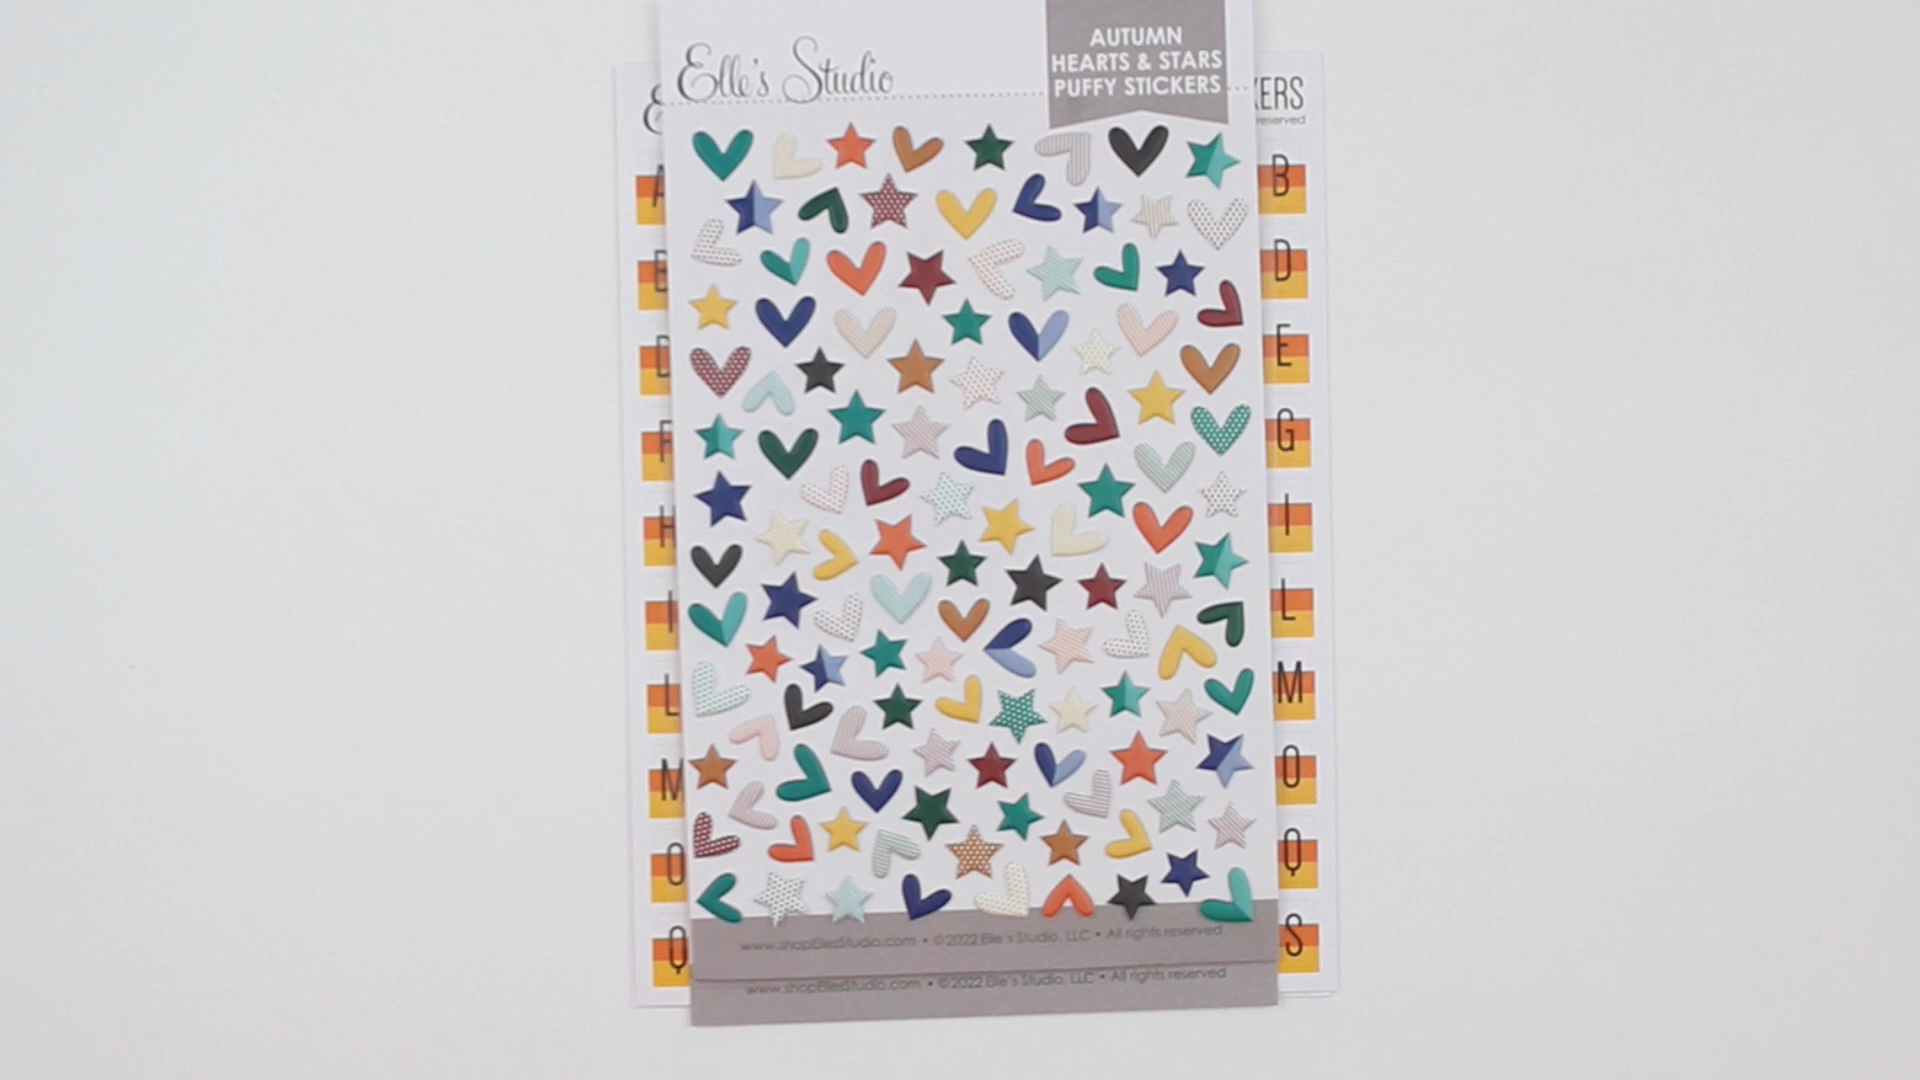 Elle's Studio
AUTUMN
HEARTS & STARS
PUFFY STICKERS
KERS
reserved
A
B
B
D
D
E
F
G
H
I
I
L
L
M
M
O
O
Q
Q
S
www.shopEllesStudio.com • ©2022 Elle's Studio, LLC • All rights reserved
www.shopEllesStudio.com • ©2022 Elle's Studio, LLC • All rights reserved